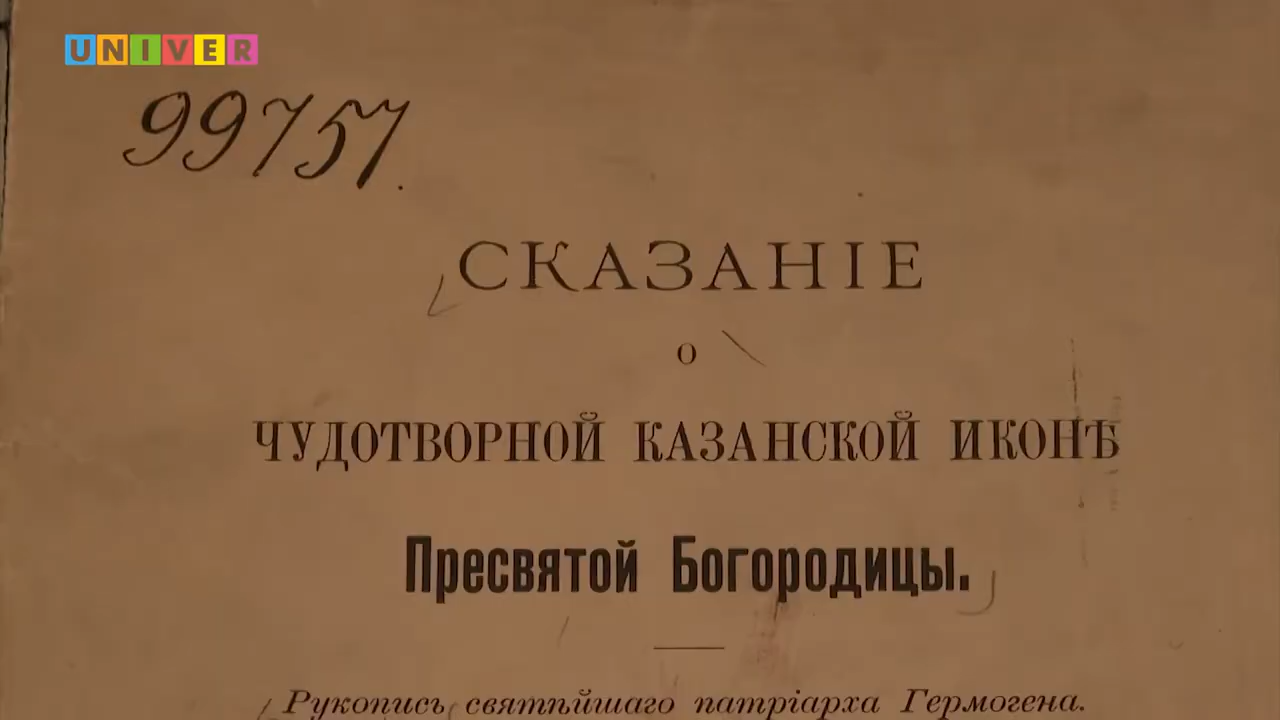 UNIVER
99757.
СКАЗАНІЕ
о
ЧУДОТВОРНОЙ КАЗАНСКОЙ ИКОНѢ
Пресвятой Богородицы.
Рукопись святѣйшаго патріарха Гермогена.